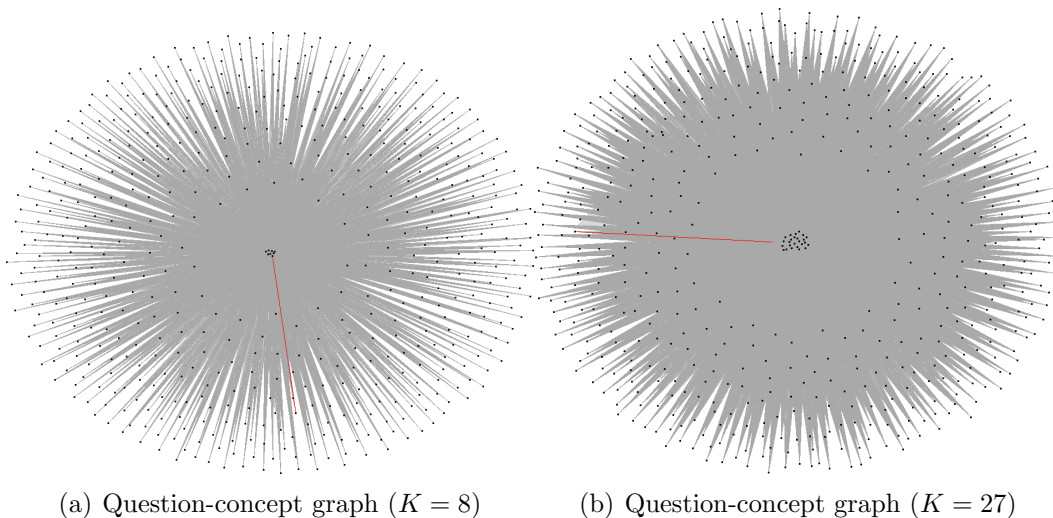 (a) Question-concept graph (K = 8)
(b) Question-concept graph (K = 27)